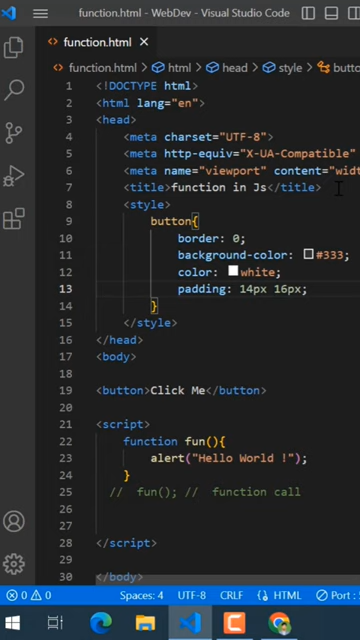 function.html - WebDev - Visual Studio Code
function.html ×
function.html > html > head > style > button
1 <!DOCTYPE html>
2 <html lang="en">
3 <head>
4 <meta charset="UTF-8">
5 <meta http-equiv="X-UA-Compatible"
6 <meta name="viewport" content="widt
7 <title>function in Js</title>
8 <style>
9 button{
10 border: 0;
11 background-color: #333;
12 color: white;
13 padding: 14px 16px;
14 }
15 </style>
16 </head>
17 <body>
18
19 <button>Click Me</button>
20
21 <script>
22 function fun(){
23 alert("Hello World !");
24 }
25 // fun(); // function call
26
27
28 </script>
29
30 </body>
0 0 Spaces: 4 UTF-8 CRLF HTML Port : 5